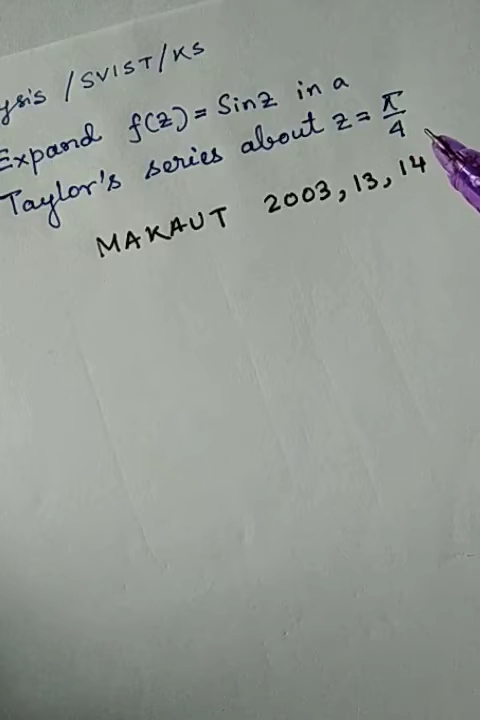 ysis / SVIST/KS
Expand f(z) = Sinz in a
Taylor's series about z = π/4
MAKAUT 2003, 13, 14